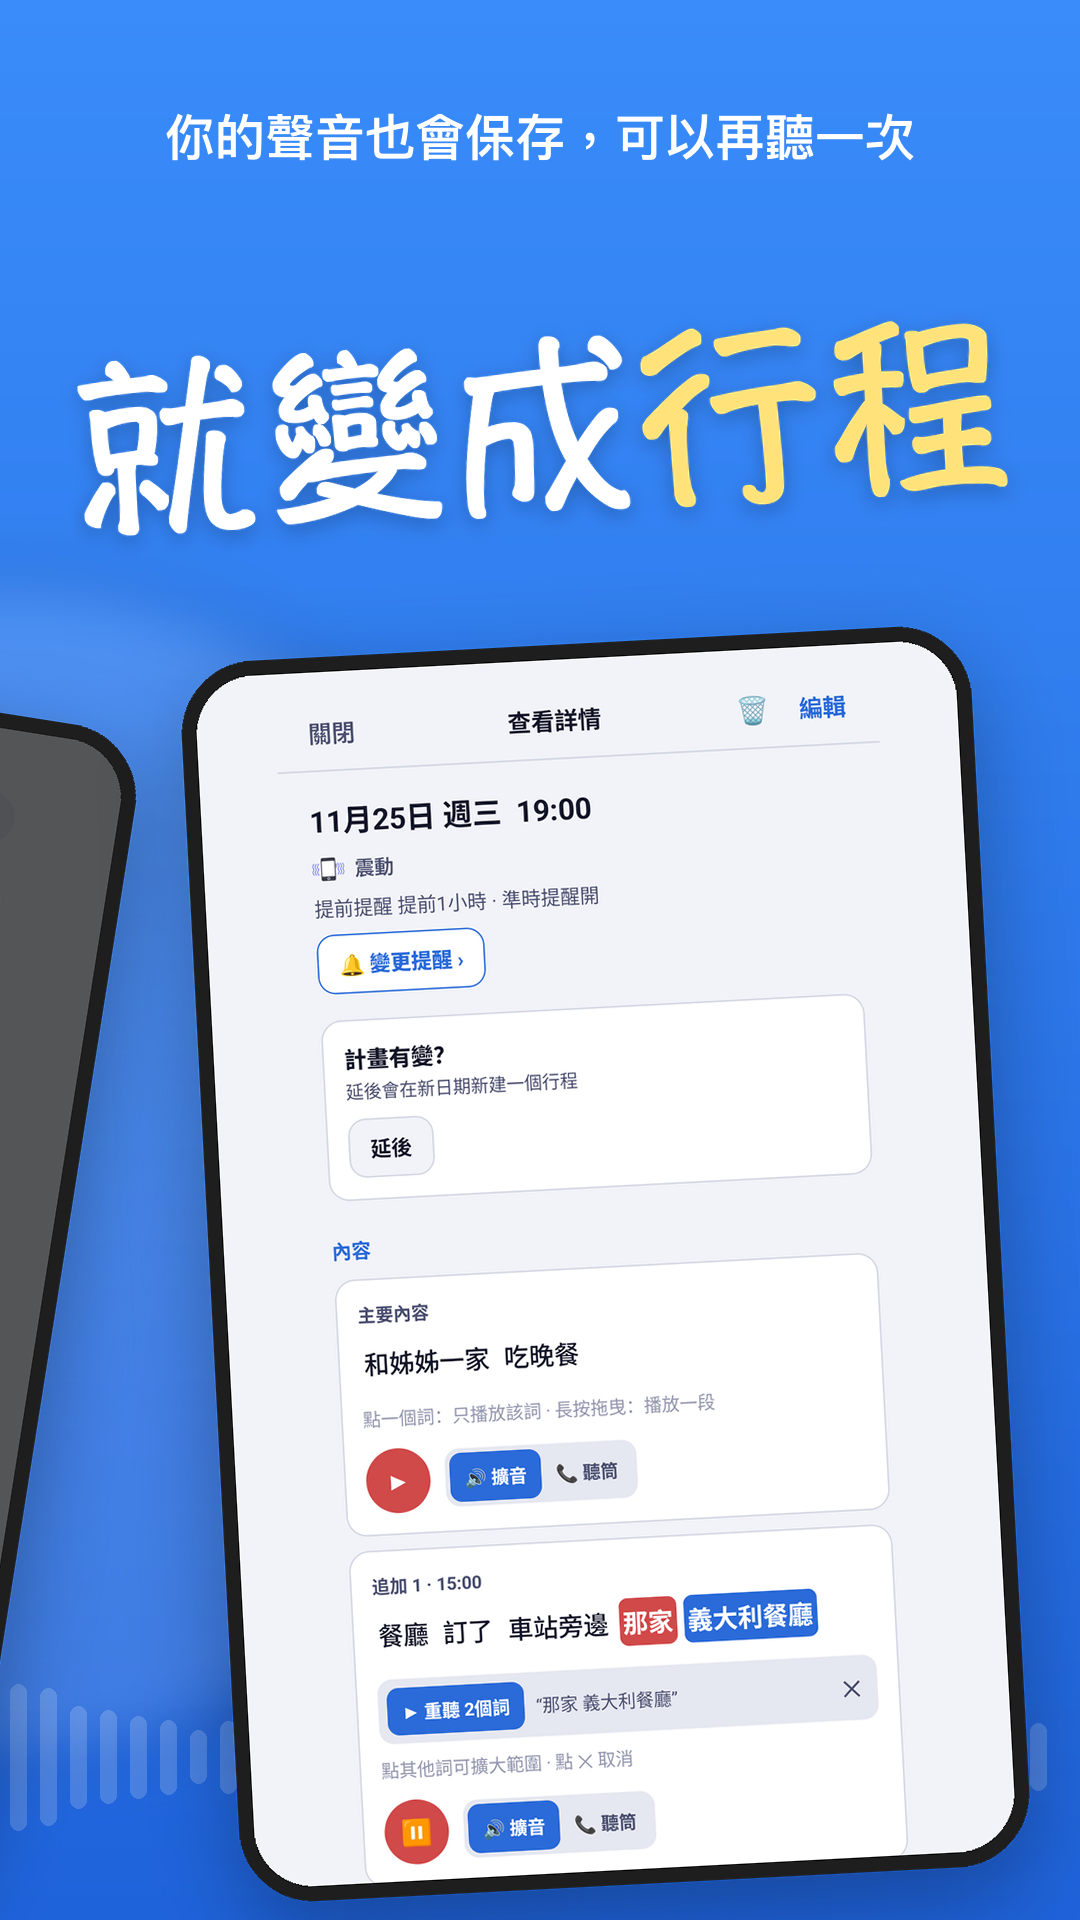 你的聲音也會保存，可以再聽一次
就變成行程
關閉 查看詳情 編輯
11月25日 週三 19:00
震動
提前提醒 提前1小時 · 準時提醒開
變更提醒 ›
計畫有變?
延後會在新日期新建一個行程
延後
內容
主要內容
和姊姊一家 吃晚餐
點一個詞：只播放該詞 · 長按拖曳：播放一段
擴音 聽筒
追加 1 · 15:00
餐廳 訂了 車站旁邊 那家 義大利餐廳
▶ 重聽 2個詞 “那家 義大利餐廳” ×
點其他詞可擴大範圍 · 點 × 取消
擴音 聽筒